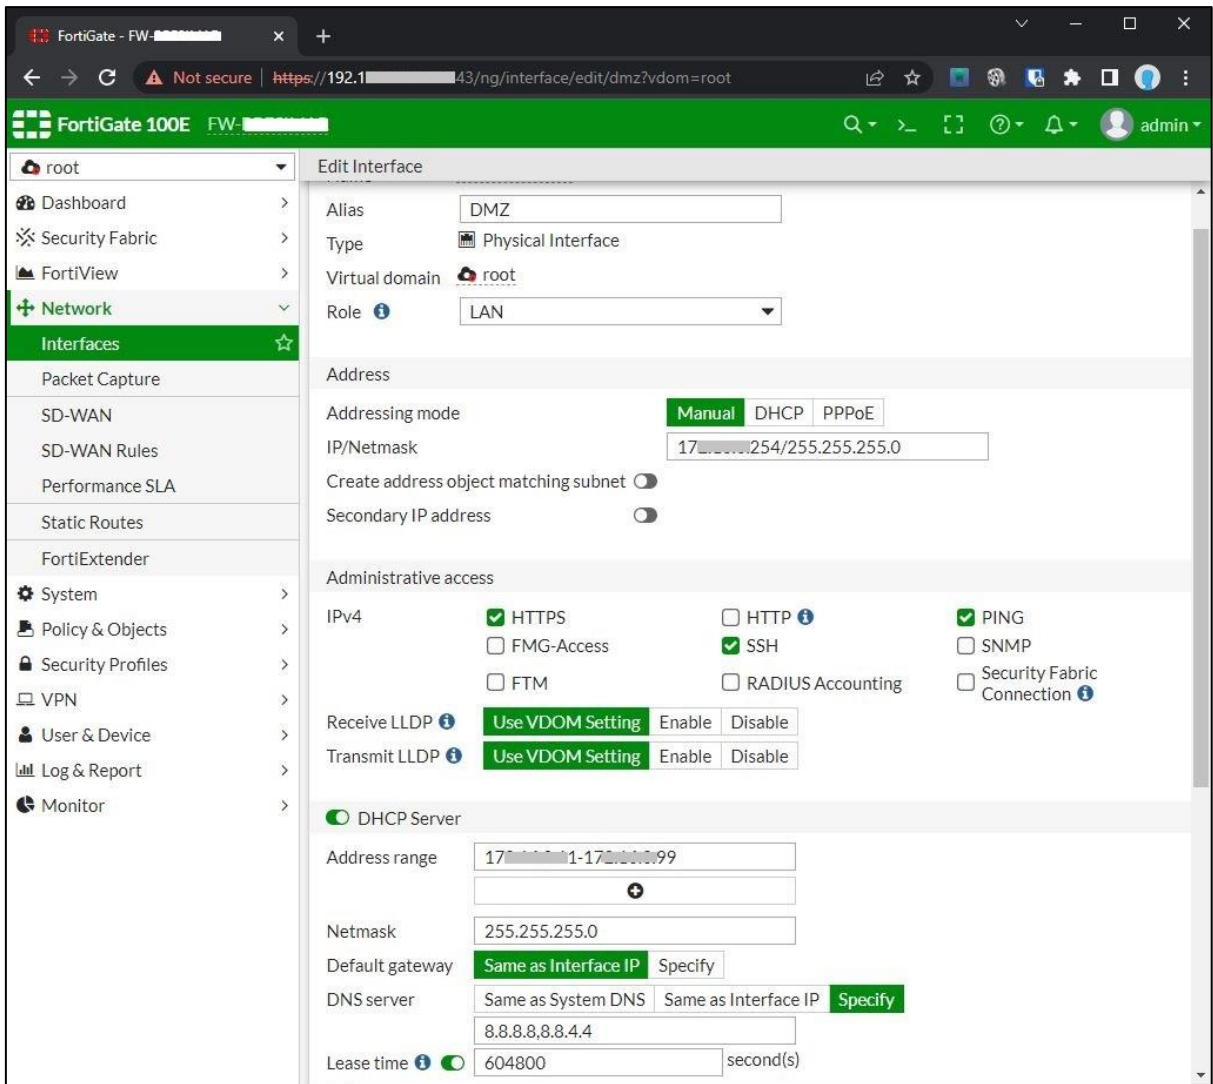 FortiGate - FW-
Not secure | https://192.1 43/ng/interface/edit/dmz?vdom=root
FortiGate 100E FW-
admin
root
Edit Interface
Dashboard
Security Fabric
FortiView
Network
Interfaces
Packet Capture
SD-WAN
SD-WAN Rules
Performance SLA
Static Routes
FortiExtender
System
Policy & Objects
Security Profiles
VPN
User & Device
Log & Report
Monitor
Alias DMZ
Type Physical Interface
Virtual domain root
Role LAN
Address
Addressing mode Manual DHCP PPPoE
IP/Netmask 254/255.255.255.0
Create address object matching subnet
Secondary IP address
Administrative access
IPv4 HTTPS HTTP PING
FMG-Access SSH SNMP
FTM RADIUS Accounting Security Fabric
Connection
Receive LLDP Use VDOM Setting Enable Disable
Transmit LLDP Use VDOM Setting Enable Disable
DHCP Server
Address range 1-17 99
Netmask 255.255.255.0
Default gateway Same as Interface IP Specify
DNS server Same as System DNS Same as Interface IP Specify
8.8.8.8,8.8.4.4
Lease time 604800 second(s)